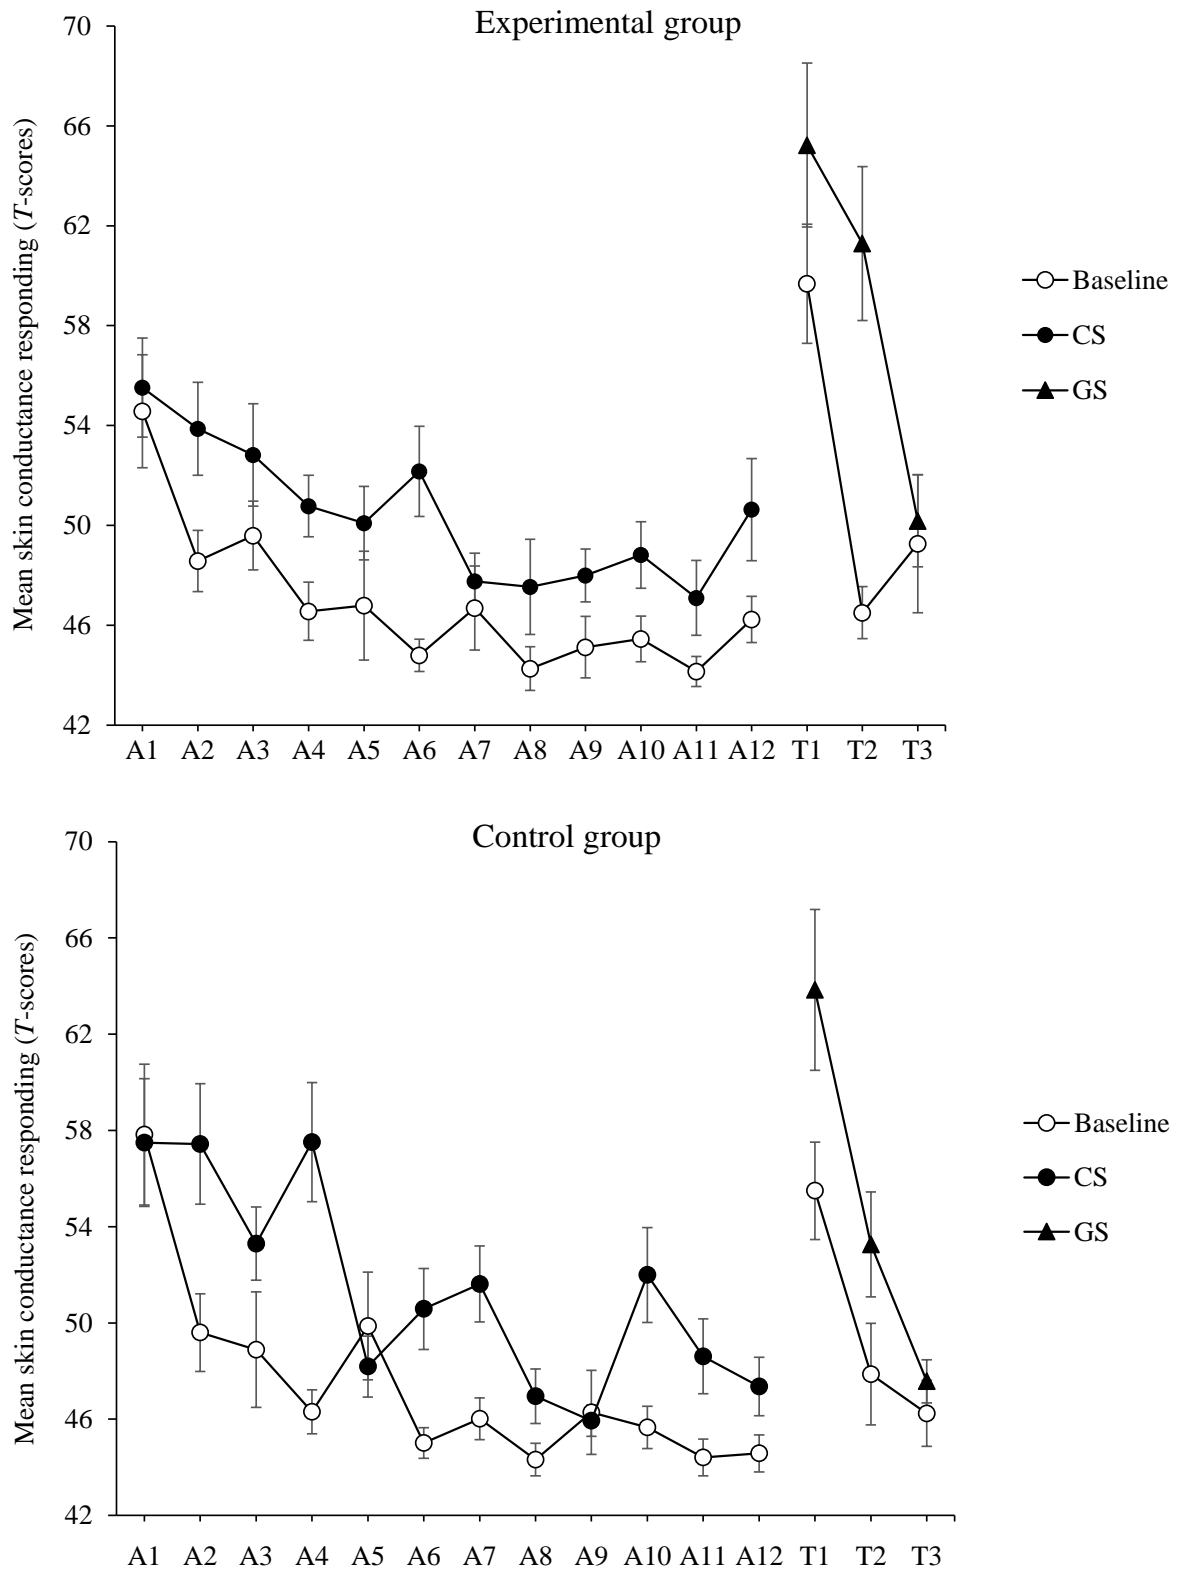 Experimental group
Mean skin conductance responding (T-scores)
70
66
62
58
54
50
46
42
A1 A2 A3 A4 A5 A6 A7 A8 A9 A10 A11 A12 T1 T2 T3
Baseline
CS
GS
Control group
Mean skin conductance responding (T-scores)
70
66
62
58
54
50
46
42
A1 A2 A3 A4 A5 A6 A7 A8 A9 A10 A11 A12 T1 T2 T3
Baseline
CS
GS